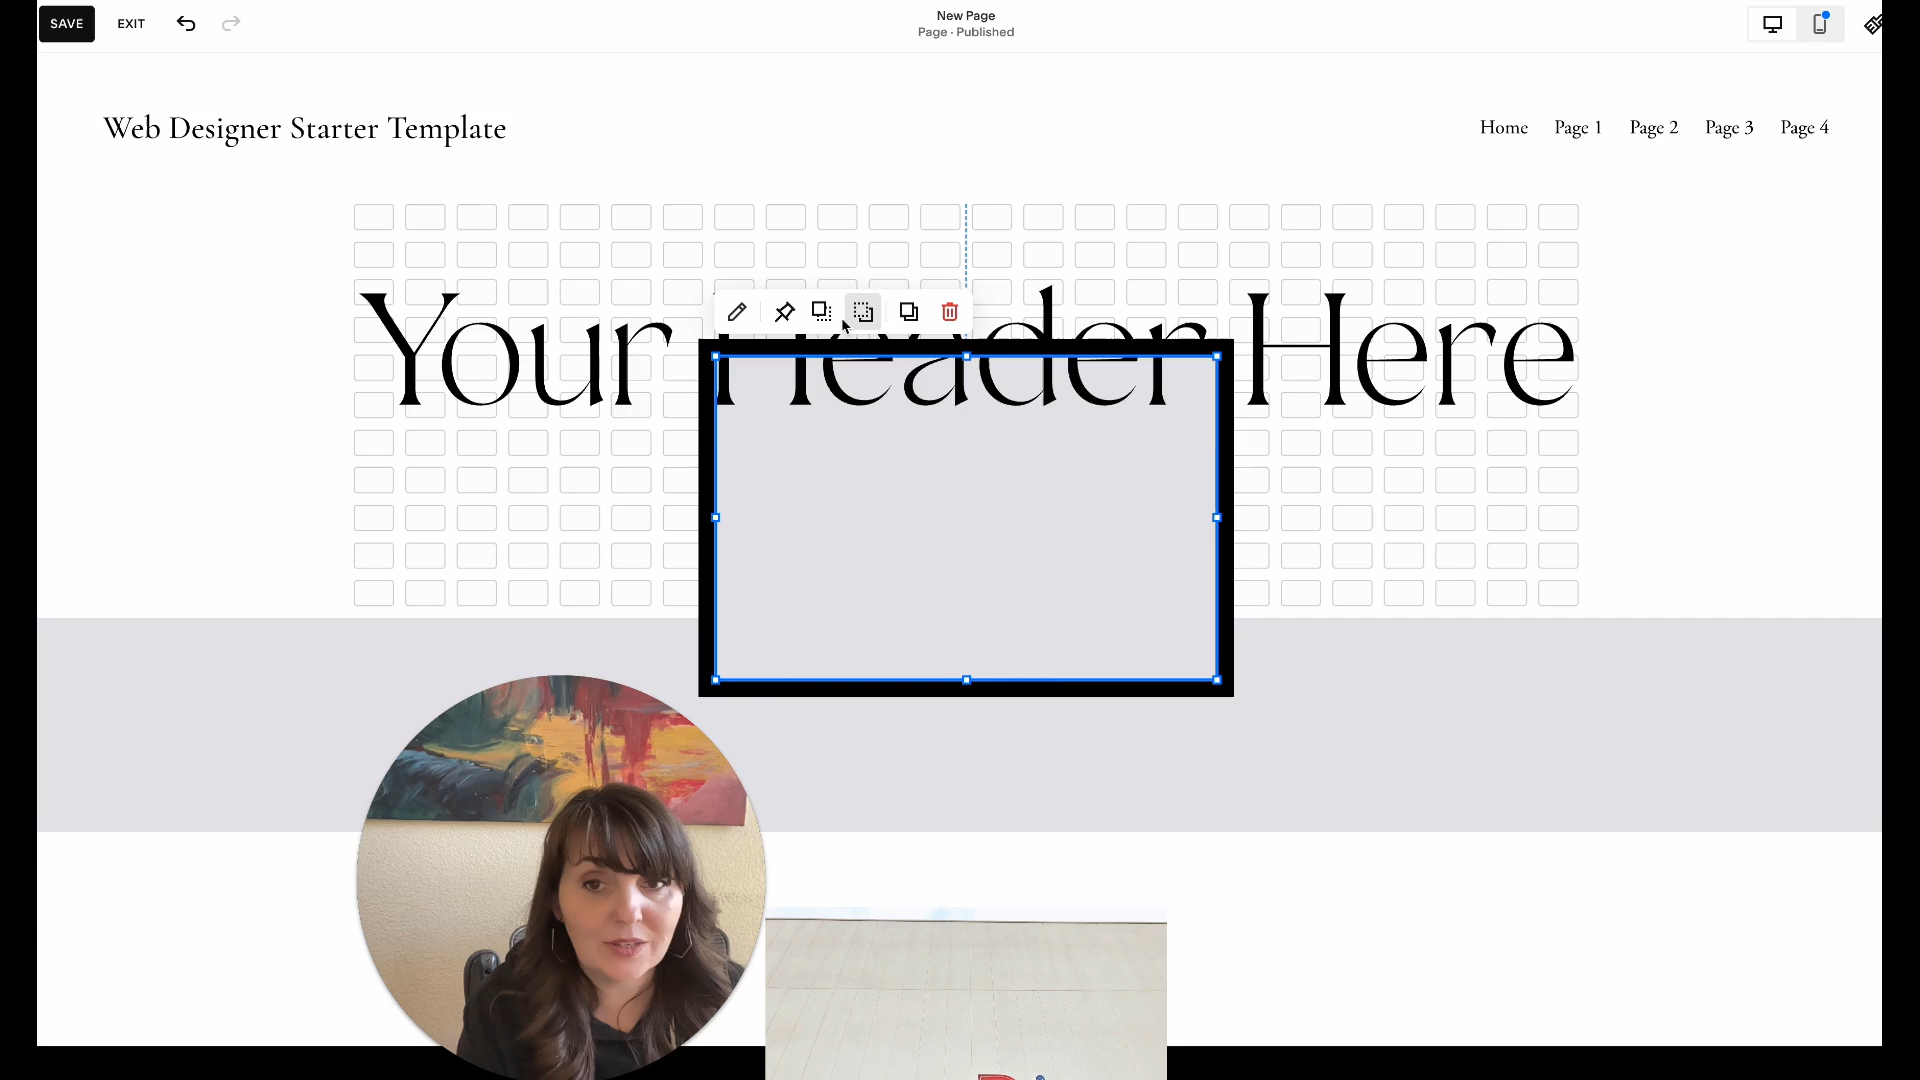 SAVE
EXIT
New Page
Page · Published
Web Designer Starter Template
Home
Page 1
Page 2
Page 3
Page 4
Your Header Here